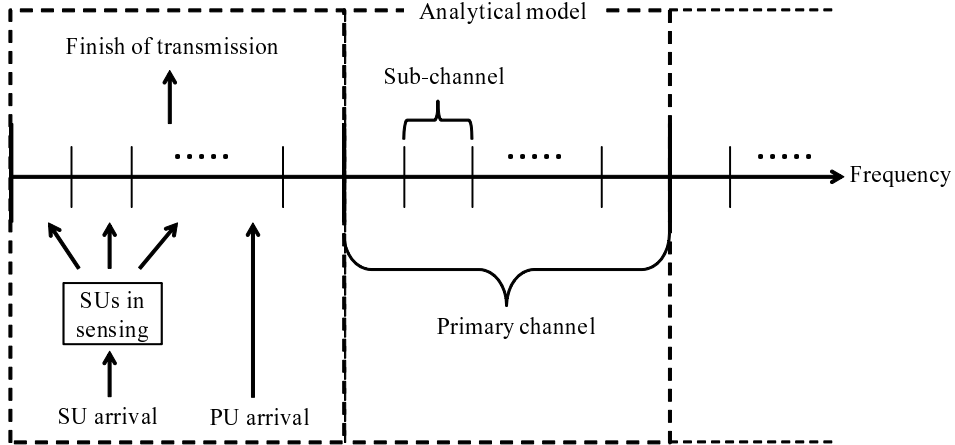 Analytical model
Finish of transmission
Sub-channel
Frequency
SUs in
sensing
Primary channel
SU arrival
PU arrival